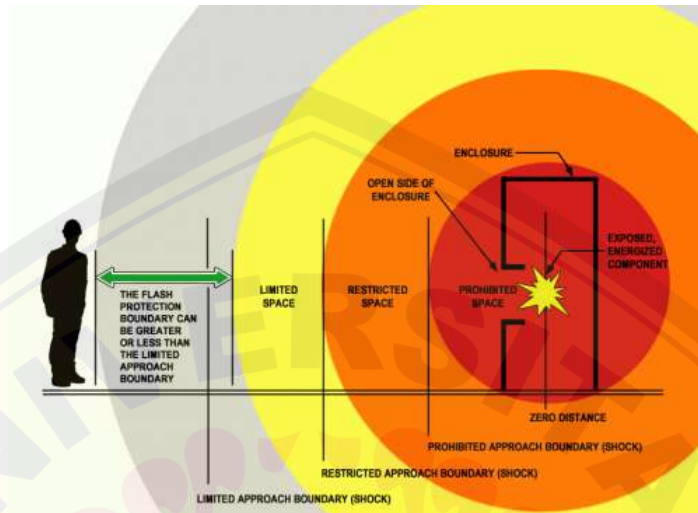 ENCLOSURE
OPEN SIDE OF
ENCLOSURE
EXPOSED,
ENERGIZED
COMPONENT
THE FLASH
PROTECTION
BOUNDARY CAN
BE GREATER
OR LESS THAN
THE LIMITED
APPROACH
BOUNDARY
LIMITED
SPACE
RESTRICTED
SPACE
PROHIBITED
SPACE
ZERO DISTANCE
PROHIBITED APPROACH BOUNDARY (SHOCK)
RESTRICTED APPROACH BOUNDARY (SHOCK)
LIMITED APPROACH BOUNDARY (SHOCK)